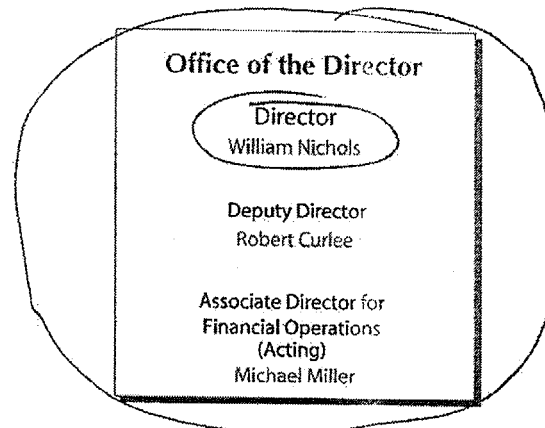 Office of the Director
Director
William Nichols
Deputy Director
Robert Curlee
Associate Director for
Financial Operations
(Acting)
Michael Miller